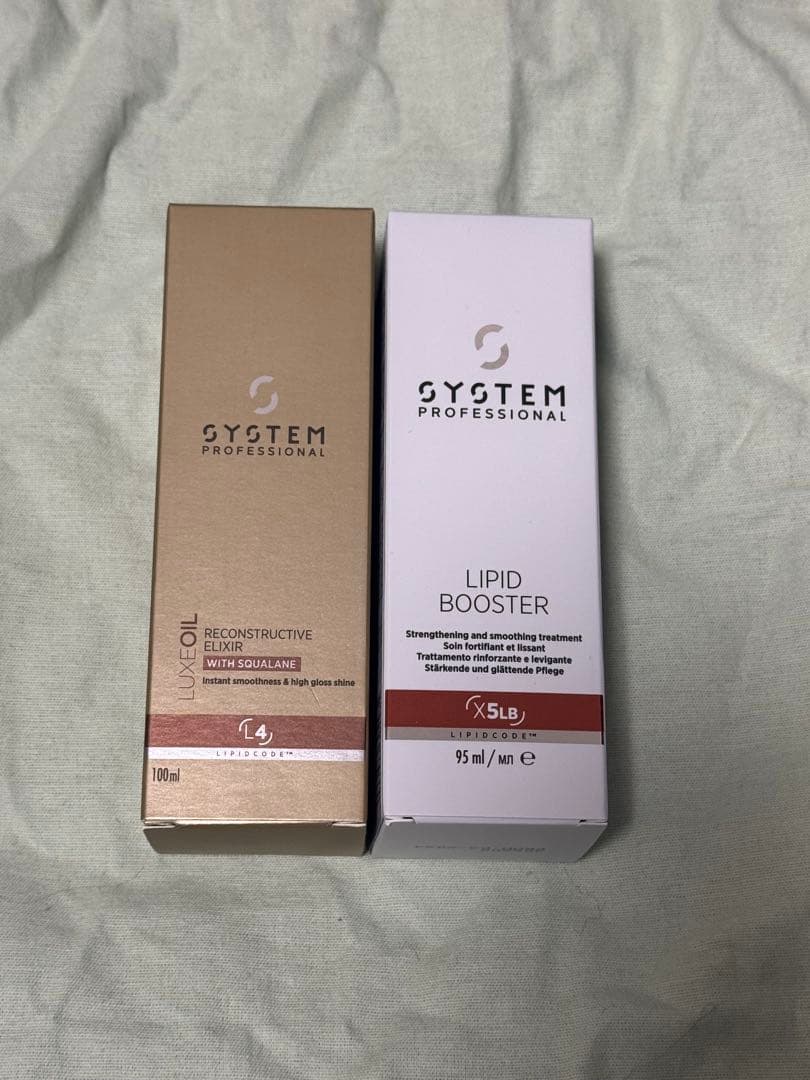 SYSTEM
PROFESSIONAL
LUXEOIL
RECONSTRUCTIVE
ELIXIR
WITH SQUALANE
Instant smoothness & high gloss shine
L4
LIPIDCODE™
100ml
SYSTEM
PROFESSIONAL
LIPID
BOOSTER
Strengthening and smoothing treatment
Soin fortifiant et lissant
Trattamento rinforzante e levigante
Stärkende und glättende Pflege
X5LB
LIPIDCODE™
95 ml / мл e